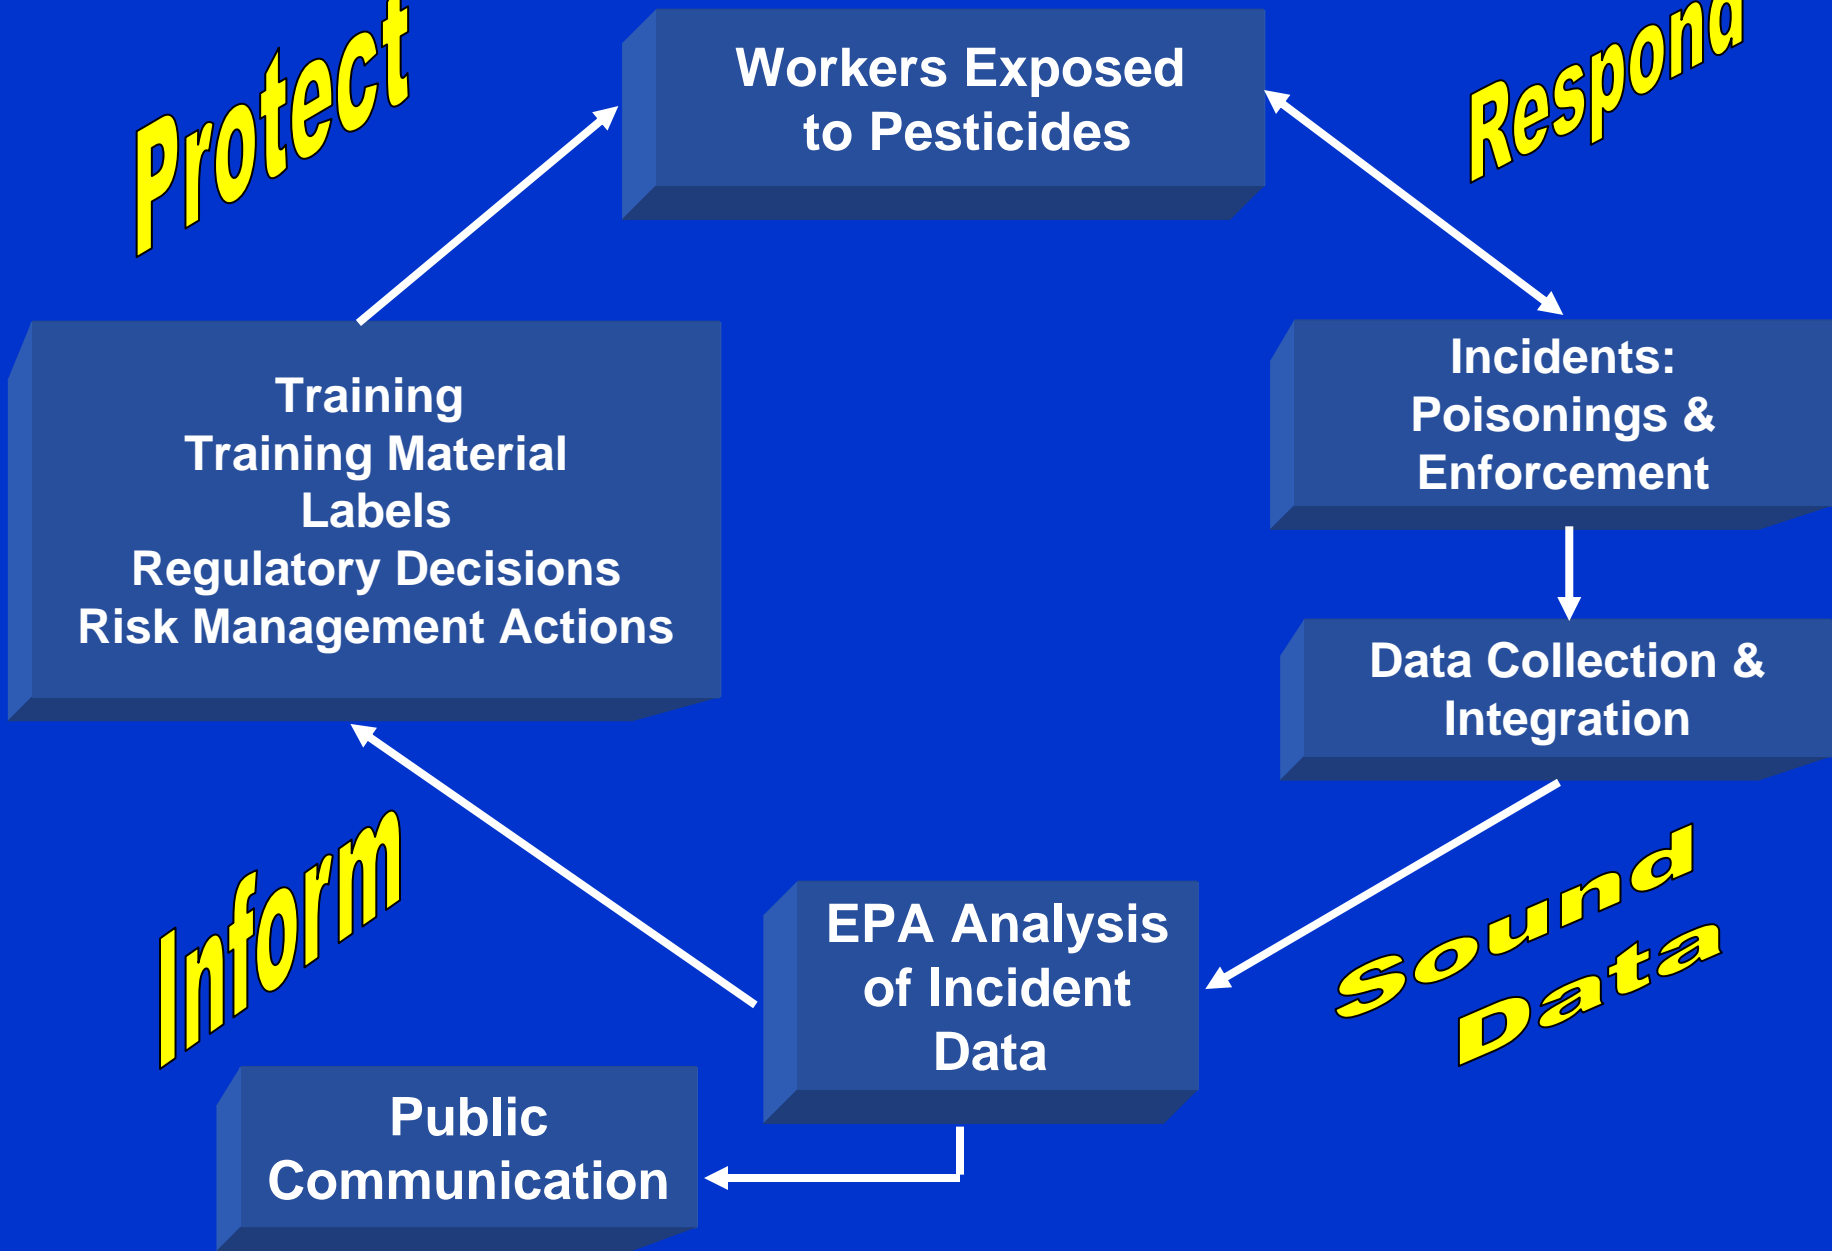 Protect
Workers Exposed
to Pesticides
Respond
Training
Training Material
Labels
Regulatory Decisions
Risk Management Actions
Incidents:
Poisonings &
Enforcement
Data Collection &
Integration
Inform
EPA Analysis
of Incident
Data
Sound
Data
Public
Communication